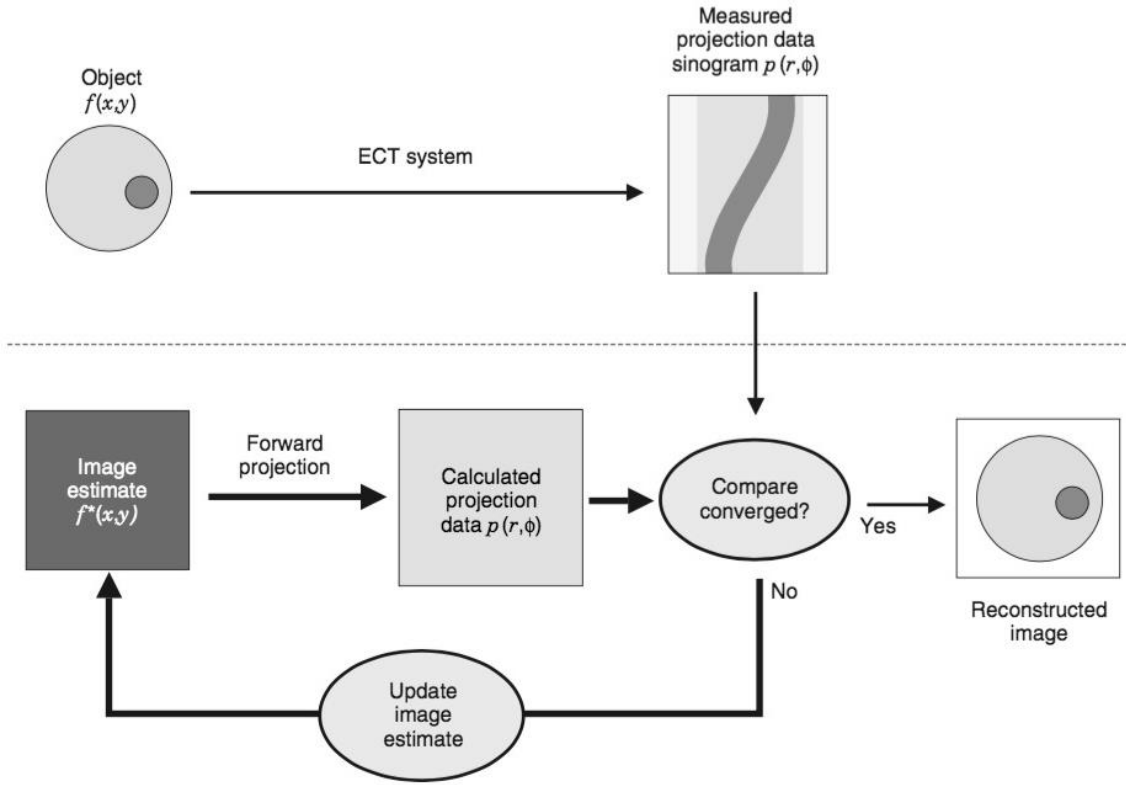 Measured
projection data
sinogram p (r,ϕ)
Object
f(x,y)
ECT system
Image
estimate
f*(x,y)
Forward
projection
Calculated
projection
data p (r,ϕ)
Compare
converged?
Yes
No
Reconstructed
image
Update
image
estimate